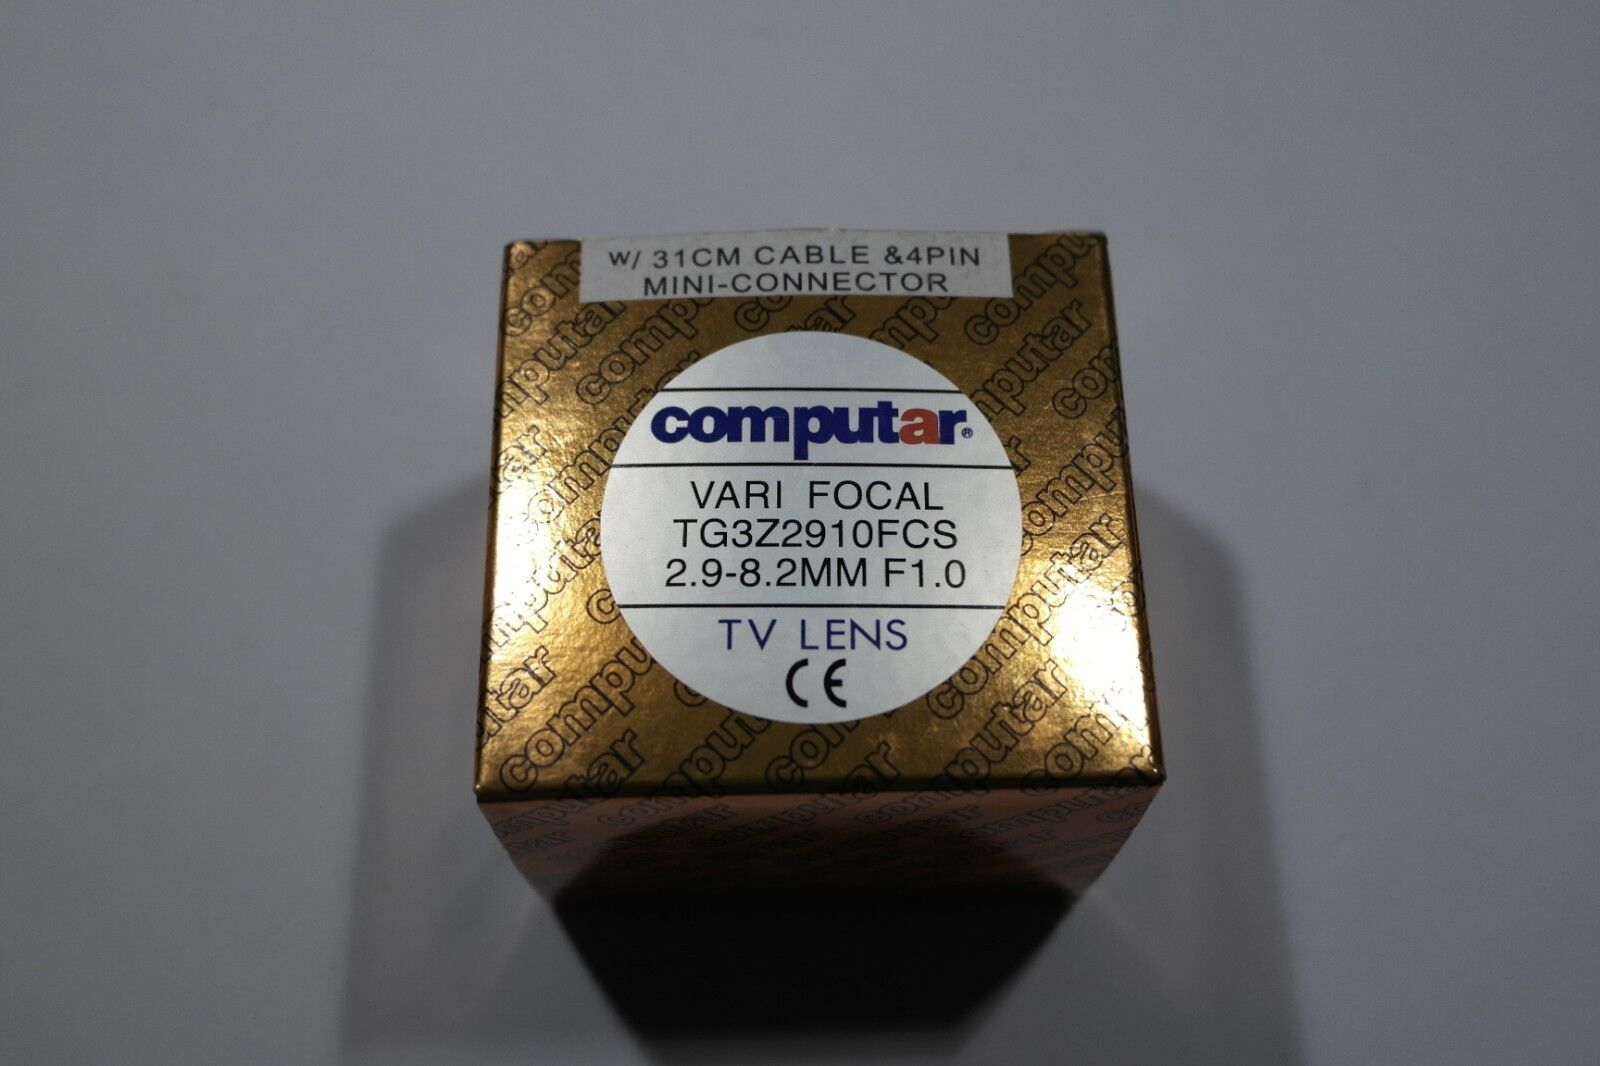 w/ 31CM CABLE &4PIN
MINI-CONNECTOR
computar®
VARI FOCAL
TG3Z2910FCS
2.9-8.2MM F1.0
TV LENS
CE